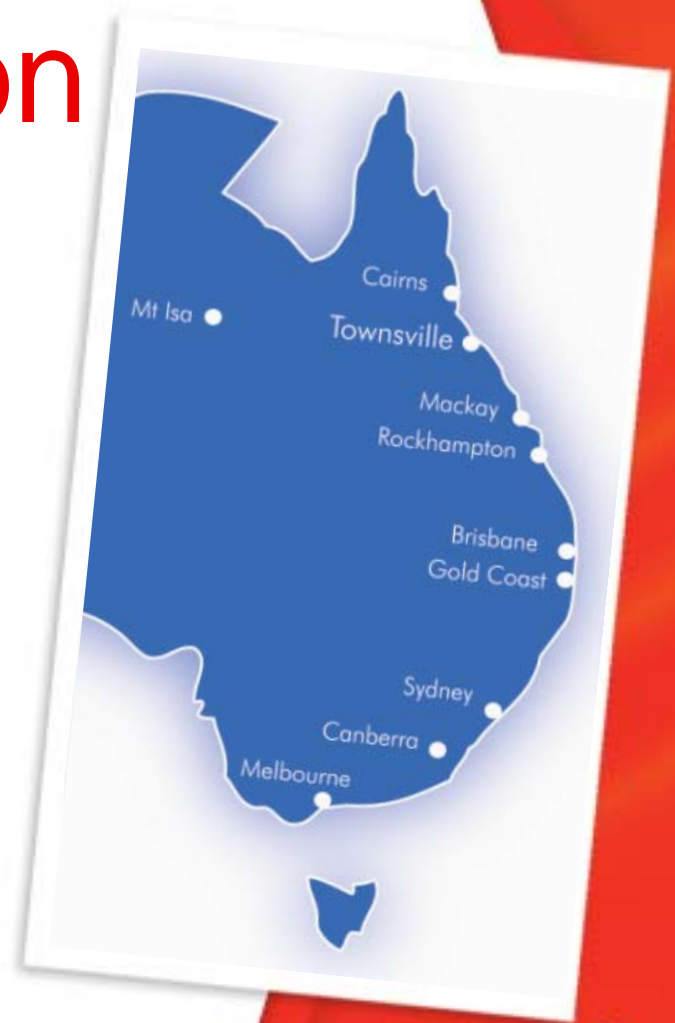 on
Cairns
Mt Isa
Townsville
Mackay
Rockhampton
Brisbane
Gold Coast
Sydney
Canberra
Melbourne